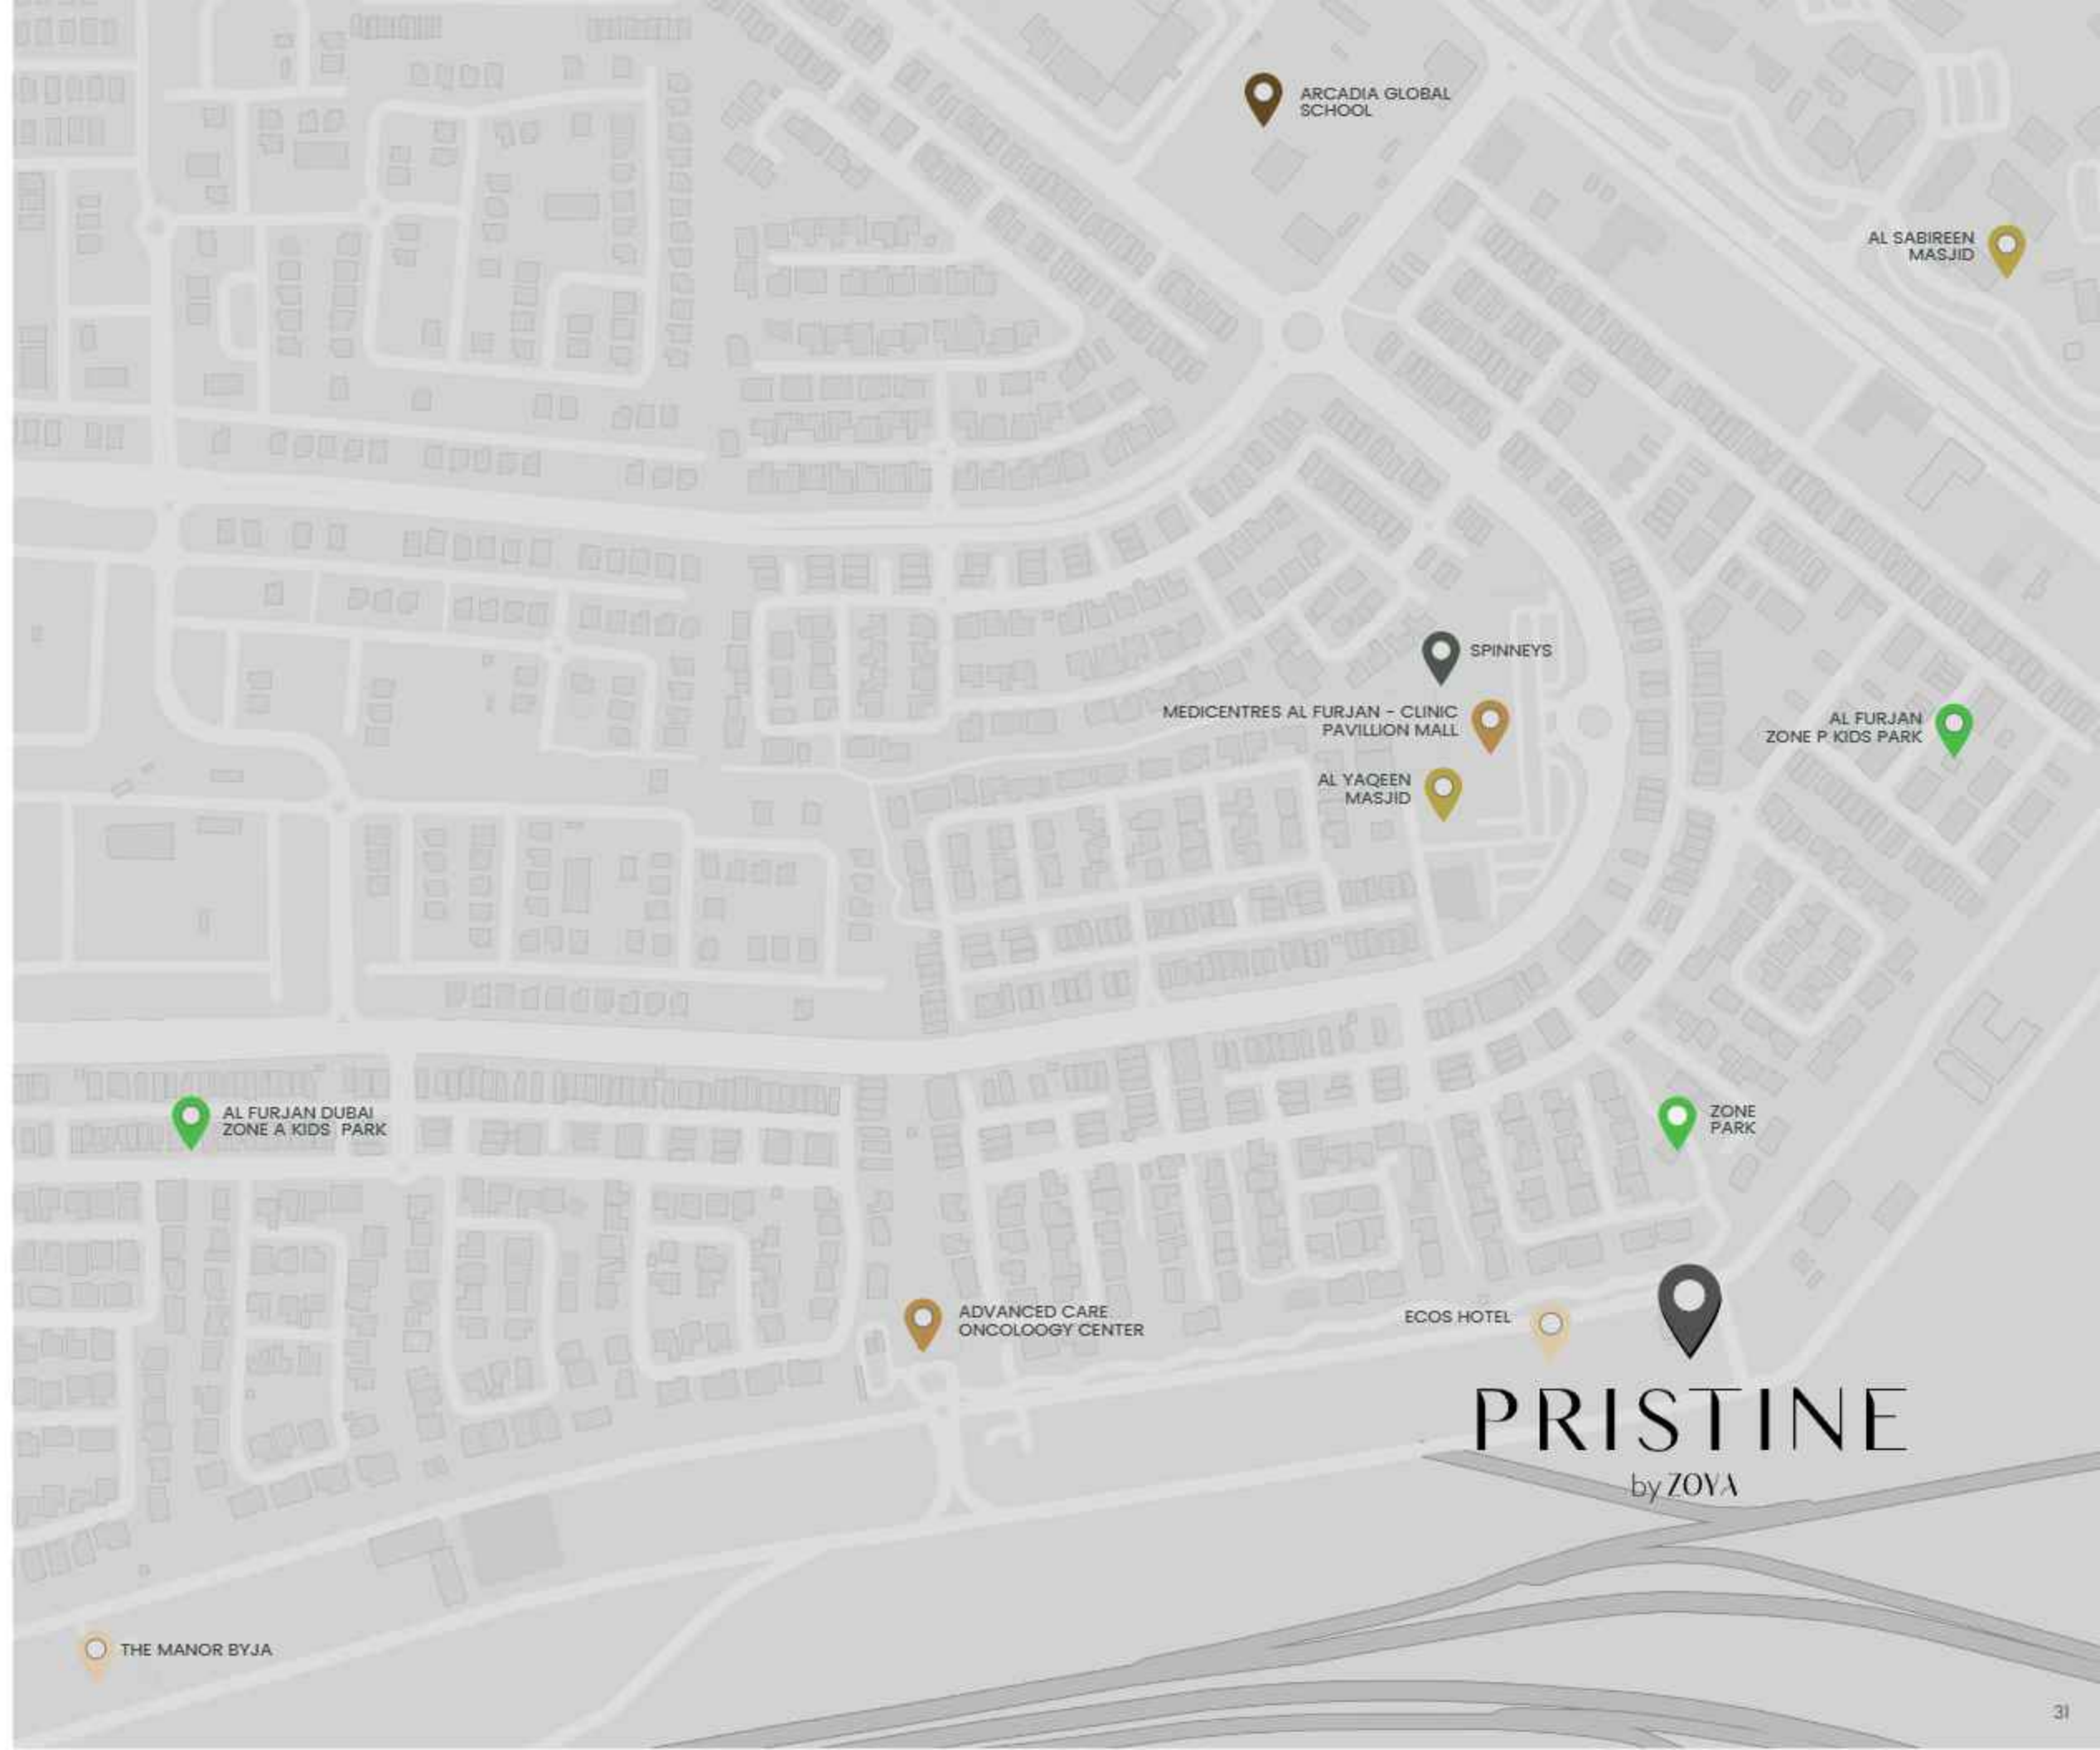 ARCADIA GLOBAL
SCHOOL
AL SABIREEN
MASJID
SPINNEYS
MEDICENTRES AL FURJAN - CLINIC
PAVILLION MALL
AL FURJAN
ZONE P KIDS PARK
AL YAQEEN
MASJID
AL FURJAN DUBAI
ZONE A KIDS PARK
ZONE
PARK
ADVANCED CARE
ONCOLOOGY CENTER
ECOS HOTEL
PRISTINE
by ZOYA
THE MANOR BYJA
31